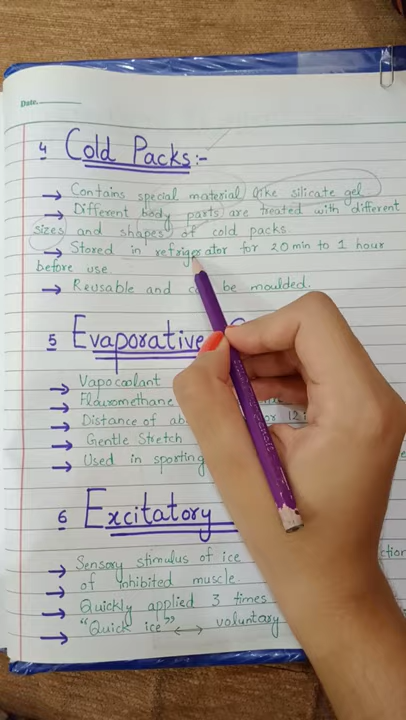 Date.
4 Cold Packs:-
→ Contains special material (like silicate gel)
→ Different body parts are treated with different
sizes and shapes of cold packs.
→ Stored in refrigerator for 20 min to 1 hour
before use.
→ Reusable and be moulded.
5 Evaporative
→ Vapocoolant
→ Flouromethane
→ Distance of
→ Gentle Stretch
→ Used in sporting
6 Excitatory
→ Sensory stimulus of ice
→ of inhibited muscle.
→ Quickly applied 3 times
→ "Quick ice" ↔ voluntary